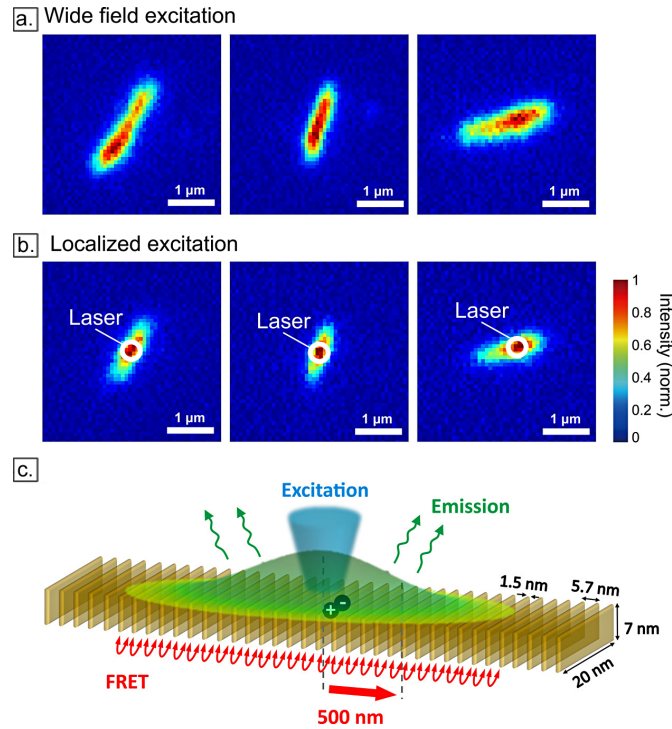 a. Wide field excitation
1 µm
1 µm
1 µm
b. Localized excitation
Laser
Laser
Laser
1 µm
1 µm
1 µm
1
0.8
0.6
0.4
0.2
0
Intensity (norm.)
c.
Excitation
Emission
1.5 nm
5.7 nm
+
-
7 nm
20 nm
FRET
500 nm